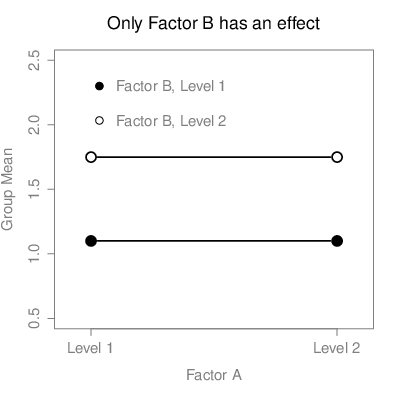 Only Factor B has an effect
2.5
2.0
1.5
1.0
0.5
Group Mean
Factor B, Level 1
Factor B, Level 2
Level 1
Level 2
Factor A